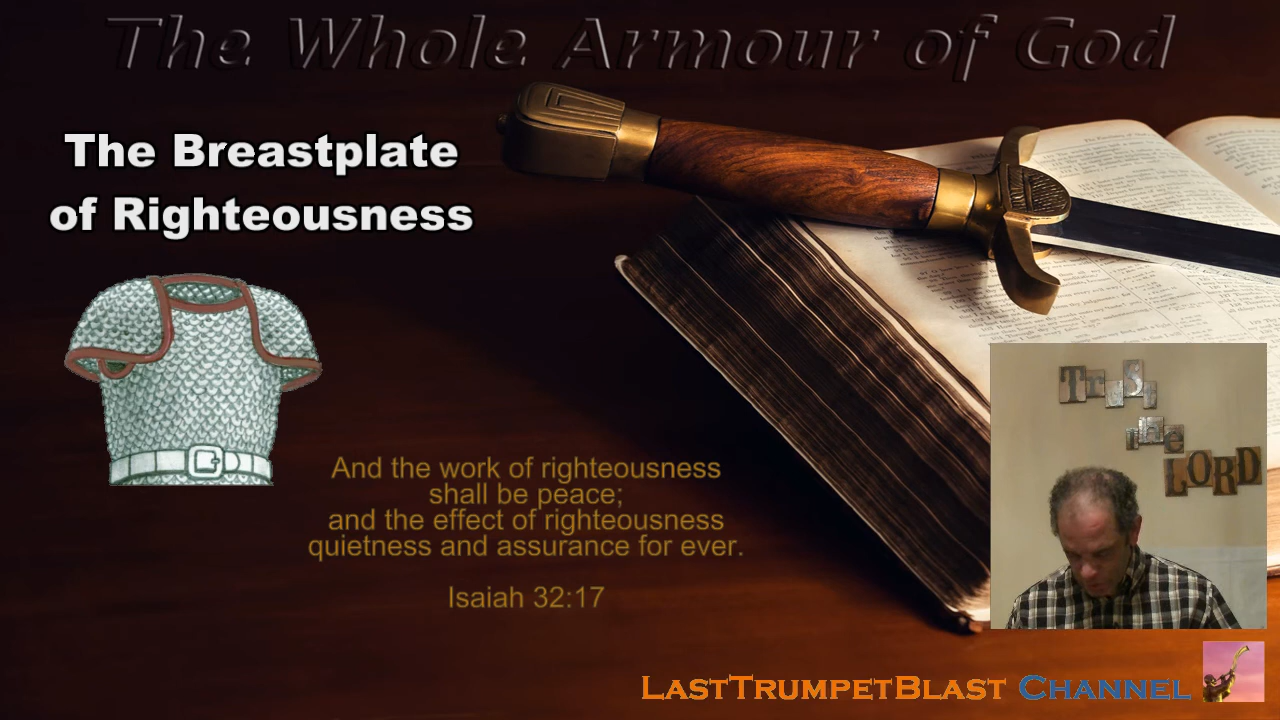 The Whole Armour of God
The Breastplate
of Righteousness
And the work of righteousness
shall be peace;
and the effect of righteousness
quietness and assurance for ever.
Isaiah 32:17
Trust
the
LORD
LASTTRUMPETBLAST CHANNEL